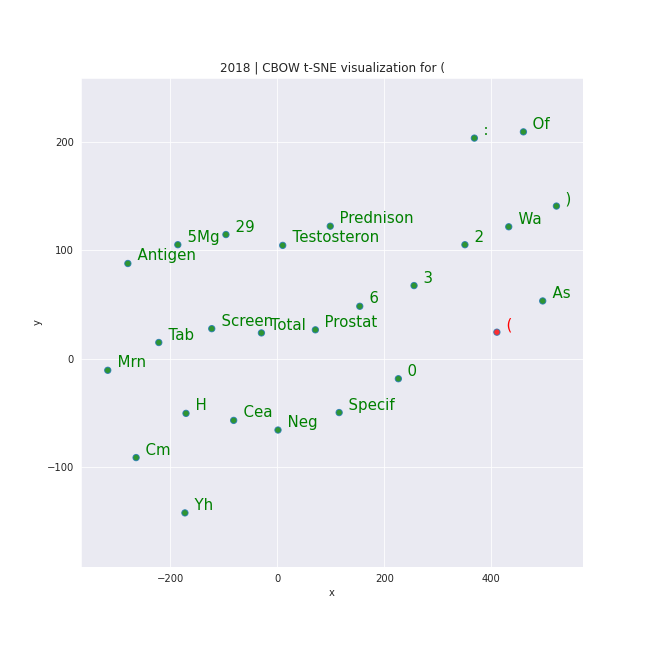 2018 | CBOW t-SNE visualization for (
: Of
200
)
Prednison Wa
5Mg 29 Testosteron 2
100
Antigen
3
6 As
Screen Total Prostat (
Tab
0
Mrn 0
H Specif
Cea Neg
Cm
−100
Yh
−200 0 200 400
x
y